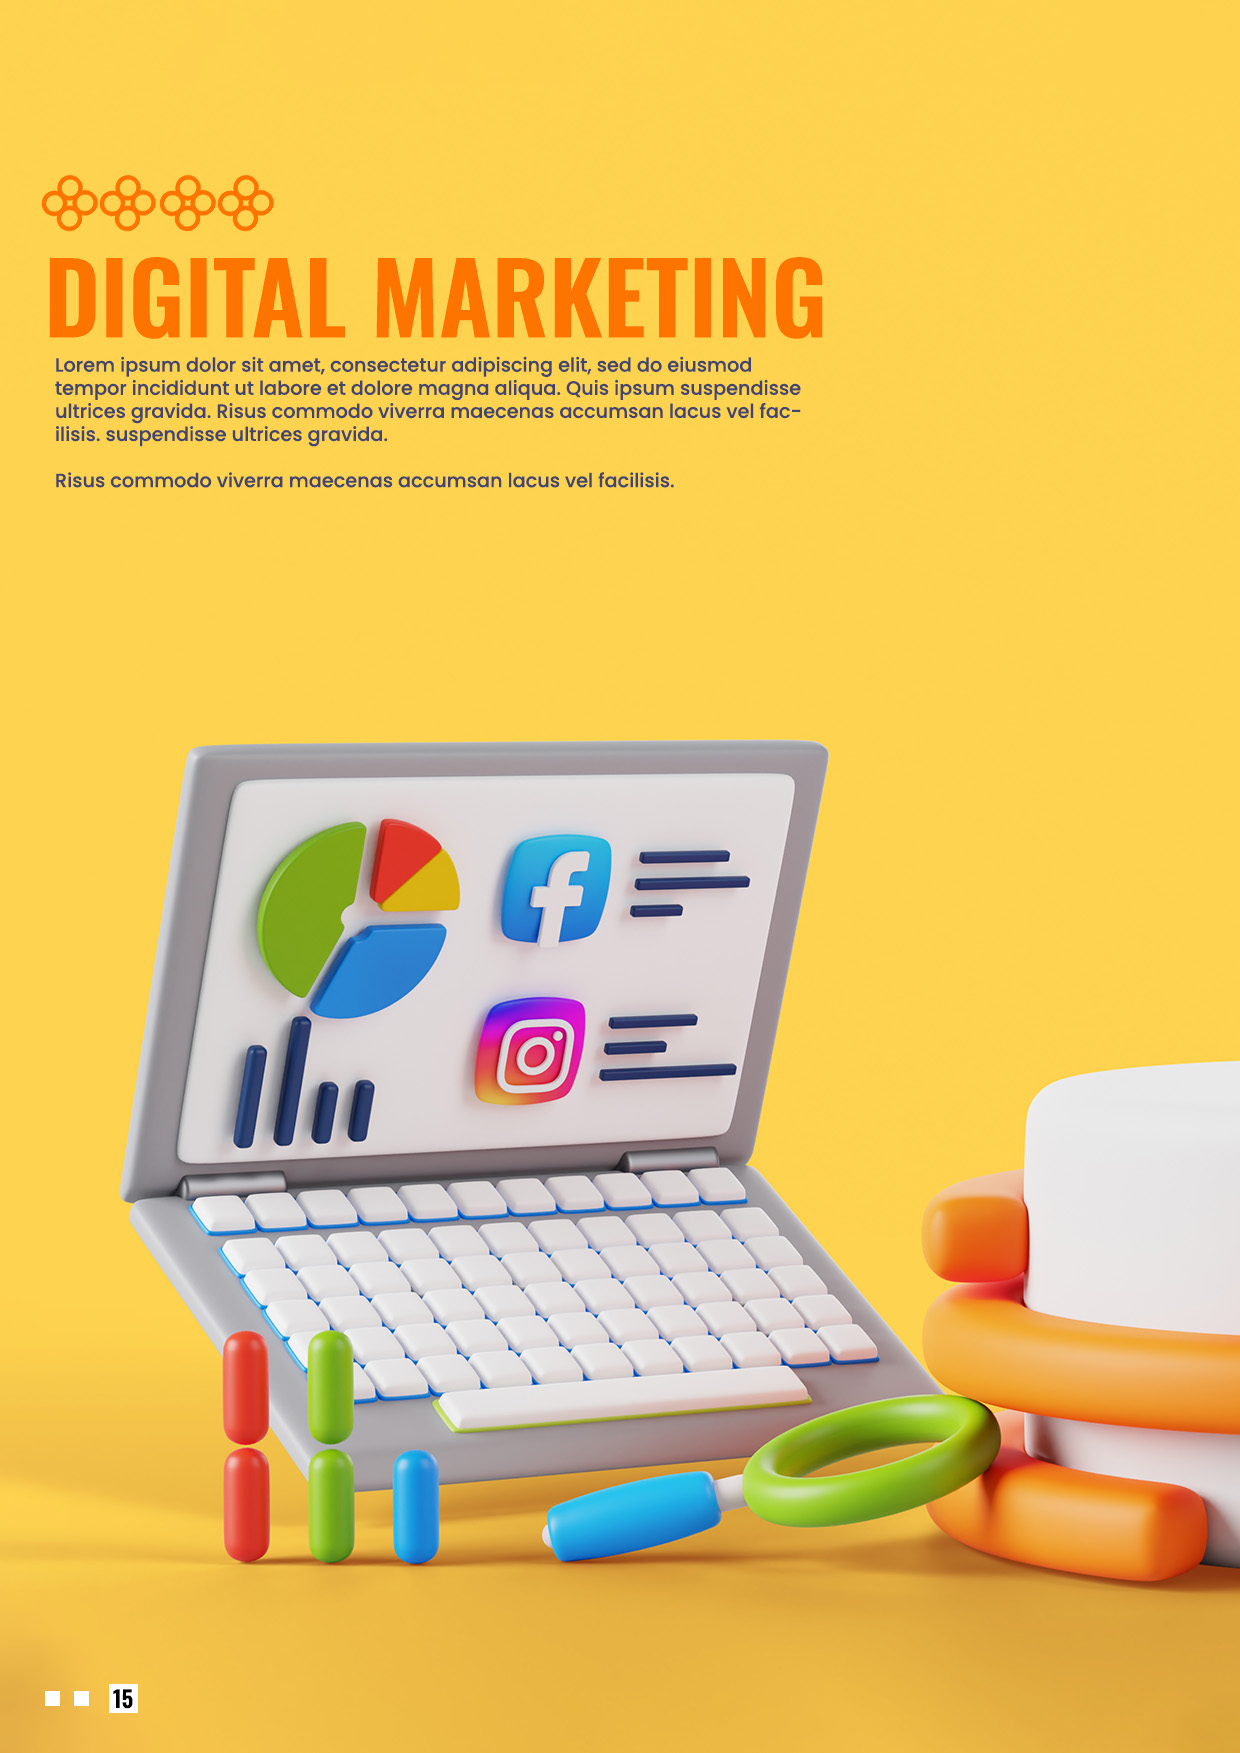 DIGITAL MARKETING
Lorem ipsum dolor sit amet, consectetur adipiscing elit, sed do eiusmod
tempor incididunt ut labore et dolore magna aliqua. Quis ipsum suspendisse
ultrices gravida. Risus commodo viverra maecenas accumsan lacus vel fac-
ilisis. suspendisse ultrices gravida.
Risus commodo viverra maecenas accumsan lacus vel facilisis.
15